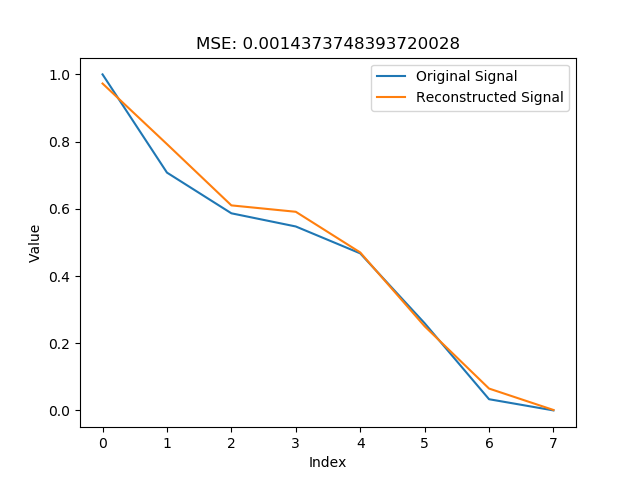 MSE: 0.0014373748393720028
Original Signal
Reconstructed Signal
1.0
0.8
0.6
0.4
0.2
0.0
Value
0 1 2 3 4 5 6 7
Index